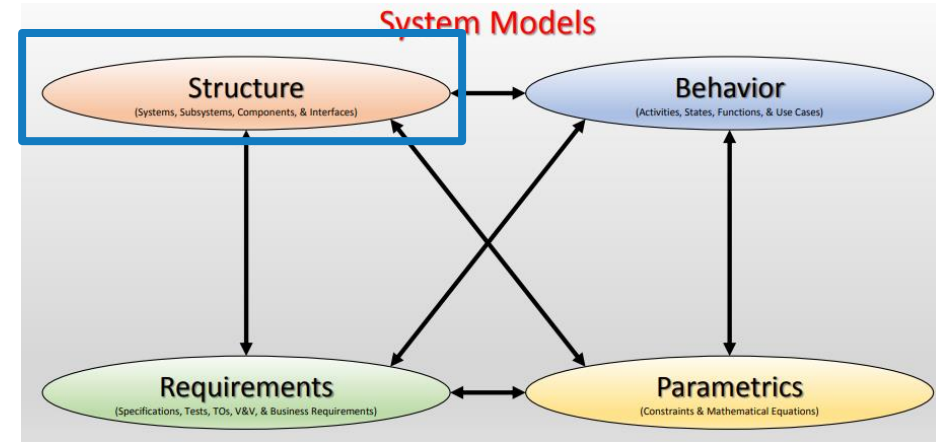 System Models
Structure
(Systems, Subsystems, Components, & Interfaces)
Behavior
(Activities, States, Functions, & Use Cases)
Requirements
(Specifications, Tests, TOs, V&V, & Business Requirements)
Parametrics
(Constraints & Mathematical Equations)